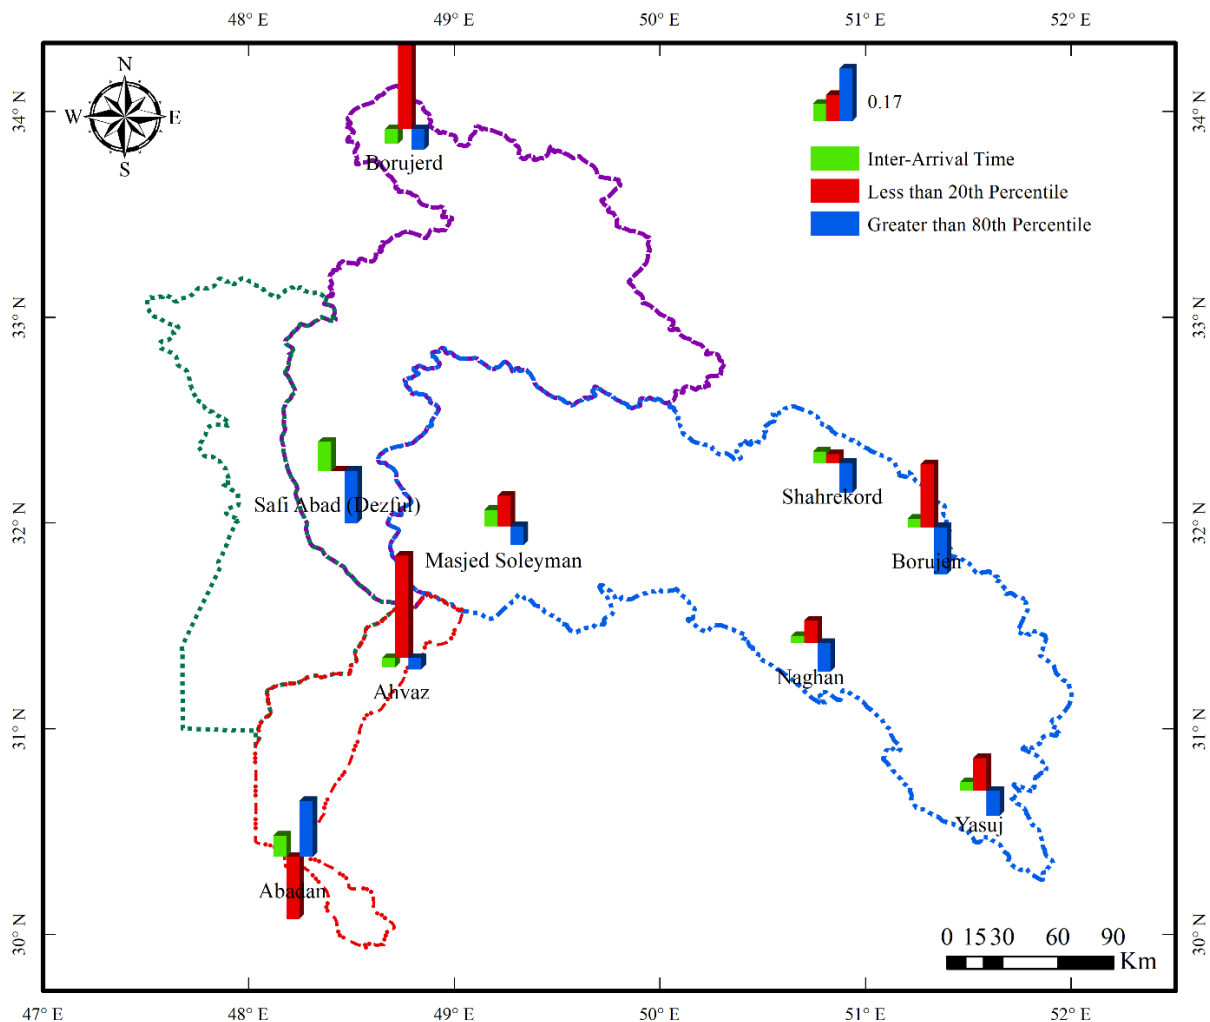 48° E 49° E 50° E 51° E 52° E
N
W E
S
34° N 34° N
0.17
Inter-Arrival Time
Less than 20th Percentile
Greater than 80th Percentile
Borujerd
33° N 33° N
Safi Abad (Dezful)
Shahrekord
32° N 32° N
Masjed Soleyman
Borujen
Naghan
Ahvaz
31° N 31° N
Yasuj
Abadan
30° N 30° N
0 15 30 60 90
Km
47° E 48° E 49° E 50° E 51° E 52° E